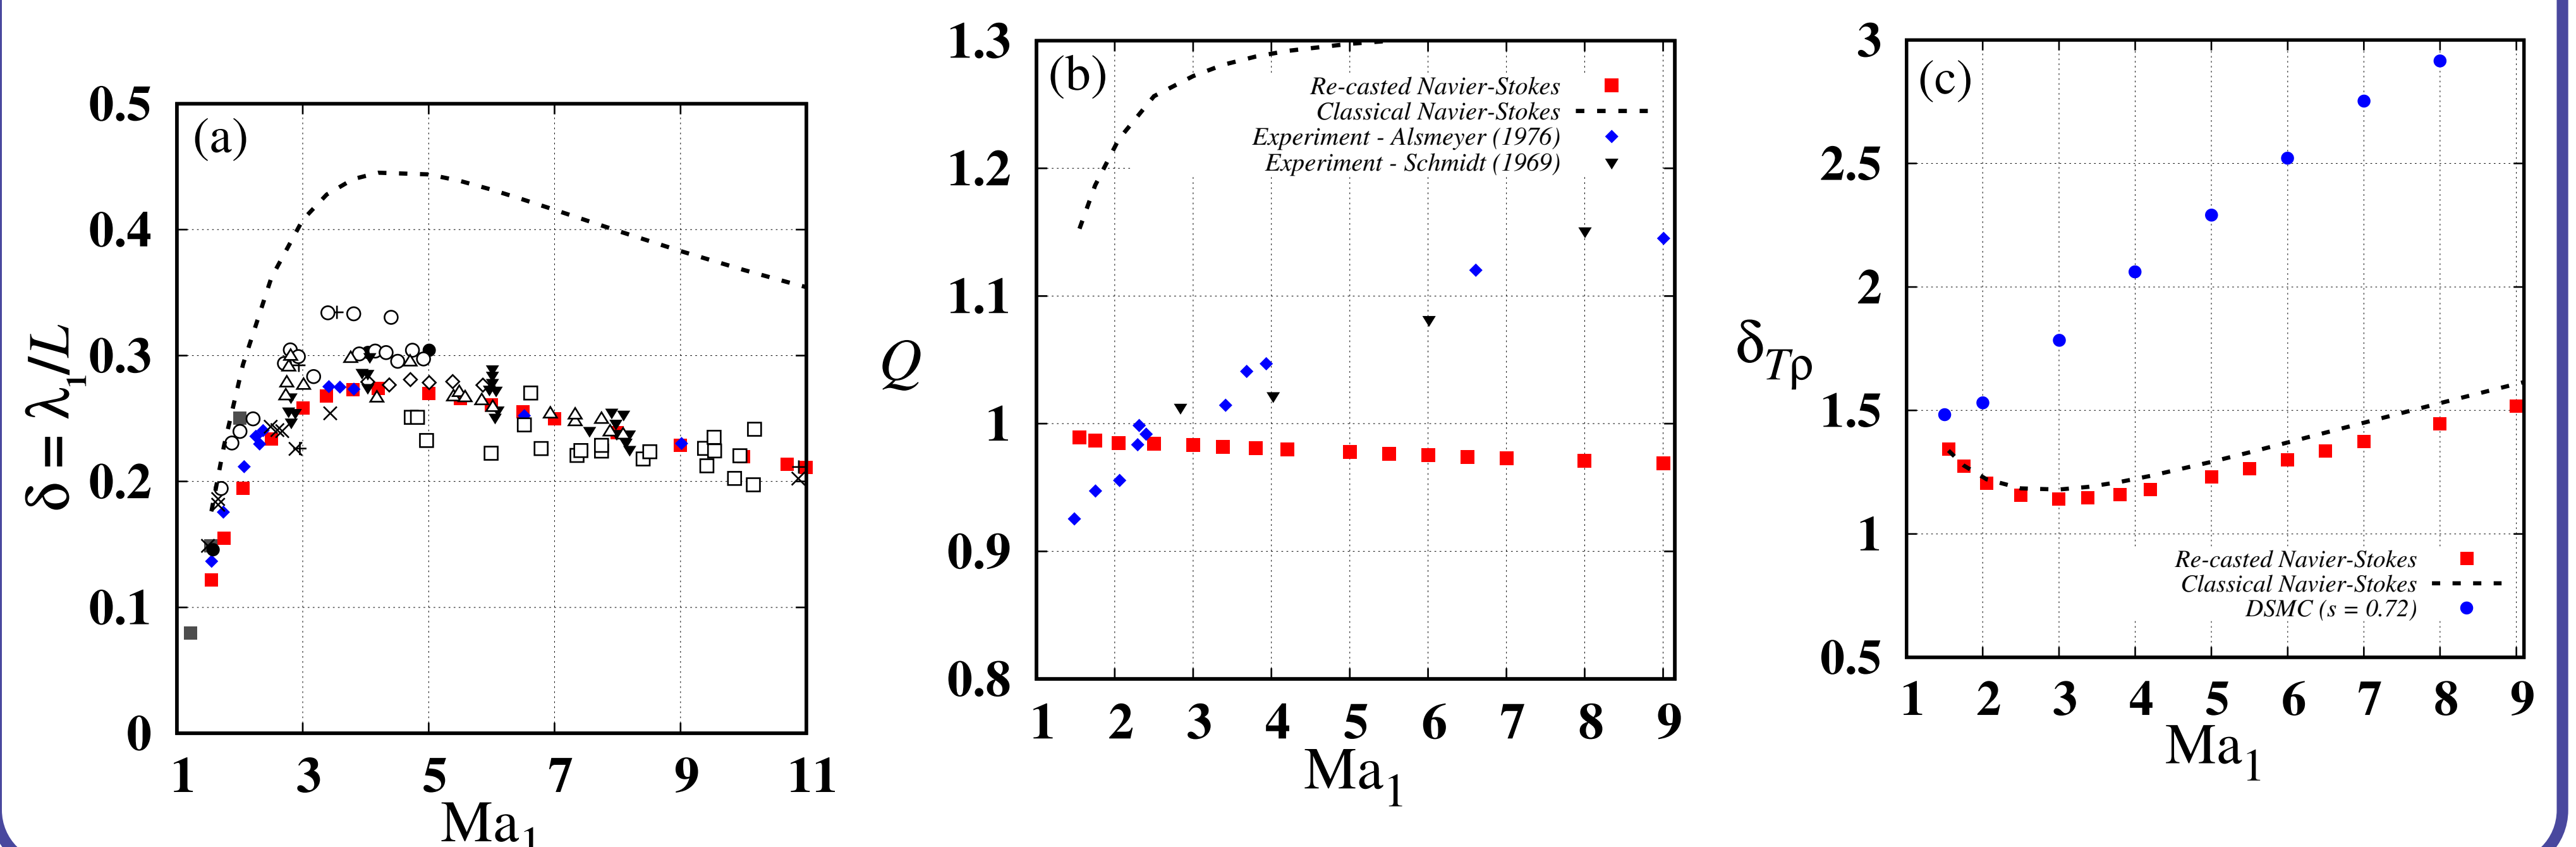 (a)
0.5
0.4
0.3
0.2
0.1
0
δ ≡ λ₁/L
1 3 5 7 9 11
Ma₁
(b)
1.3
1.2
1.1
1
0.9
0.8
Q
Re-casted Navier-Stokes
Classical Navier-Stokes
Experiment - Alsmeyer (1976)
Experiment - Schmidt (1969)
1 2 3 4 5 6 7 8 9
Ma₁
(c)
3
2.5
2
1.5
1
0.5
δTρ
Re-casted Navier-Stokes
Classical Navier-Stokes
DSMC (s = 0.72)
1 2 3 4 5 6 7 8 9
Ma₁